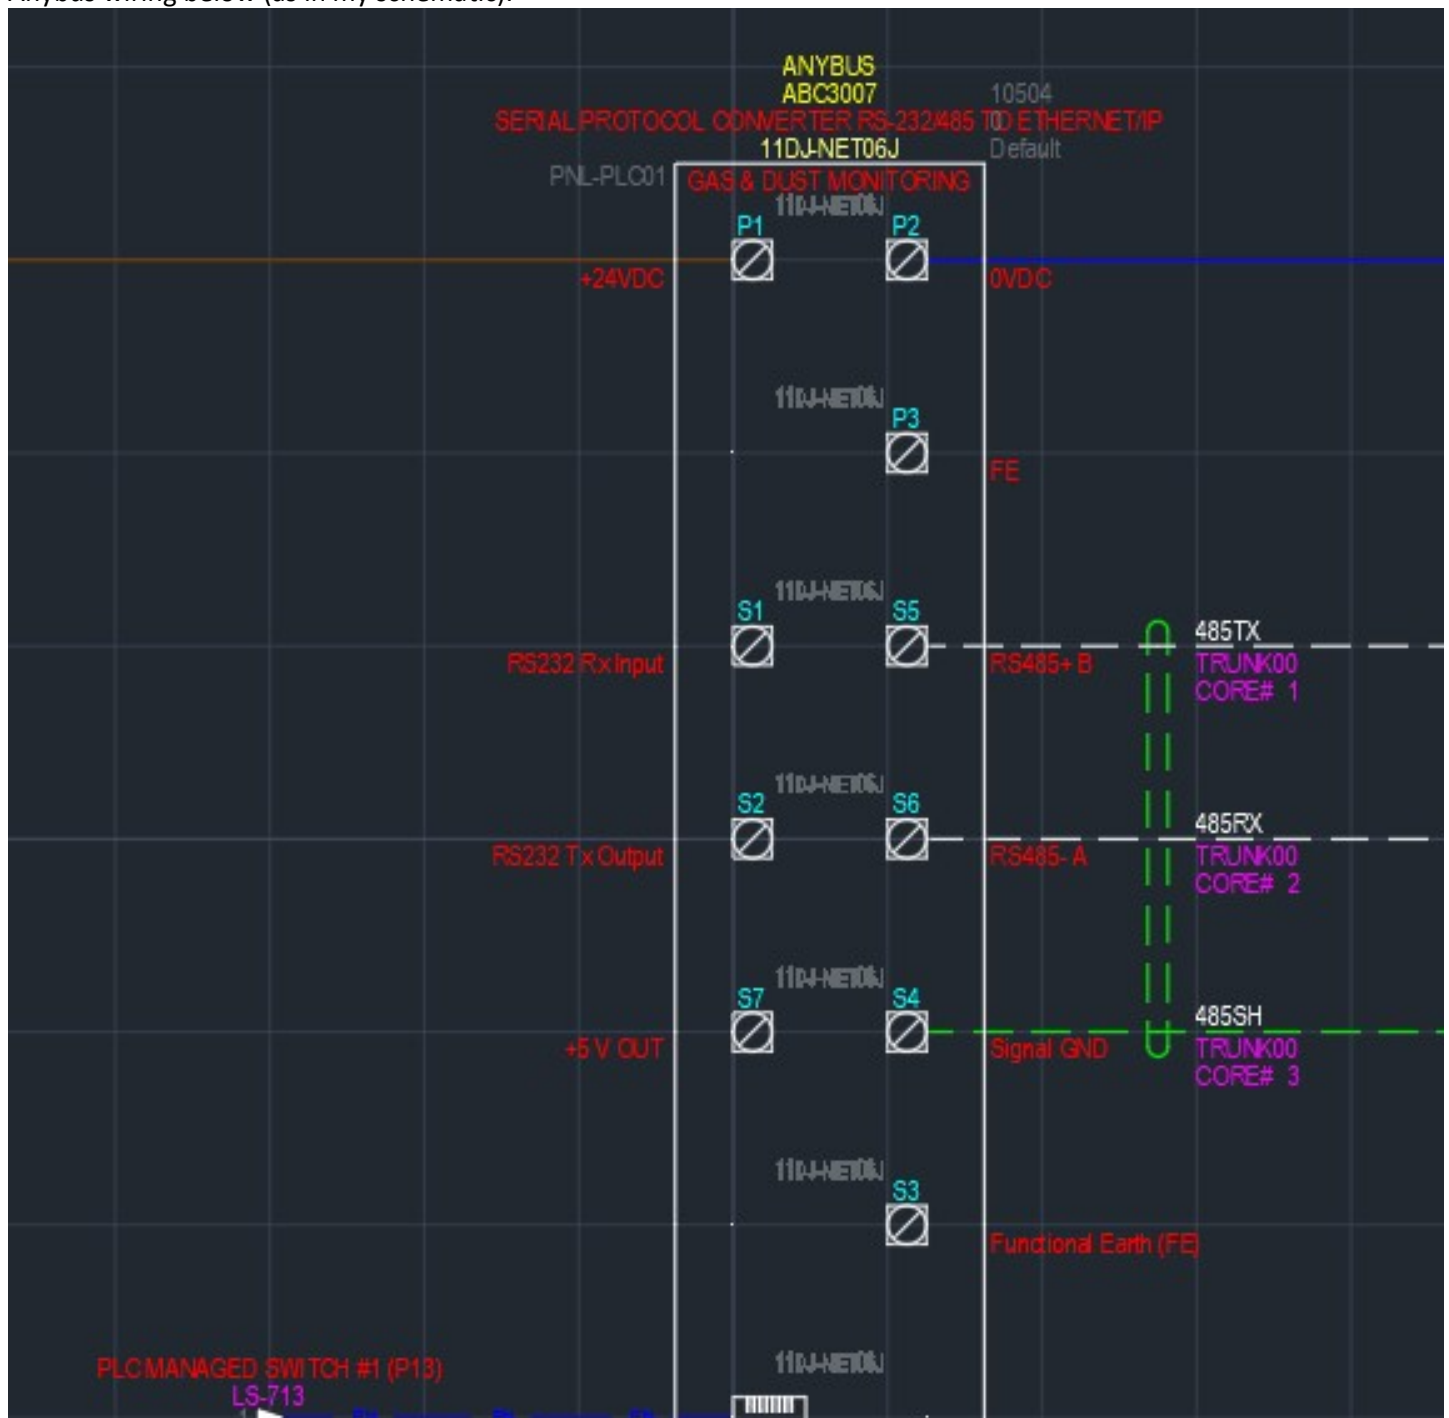 Anybus wiring below (as in my schematic):
ANYBUS
ABC3007
10504
SERIAL PROTOCOL CONVERTER RS-232/485 TO ETHERNET/IP
11DJ-NET06J
Default
PNL-PLC01
GAS & DUST MONITORING
11DJ-NET06J
P1
P2
+24VDC
0VDC
11DJ-NET06J
P3
FE
11DJ-NET06J
S1
S5
485TX
RS232 Rx Input
RS485+ B
TRUNK00
CORE# 1
11DJ-NET06J
S2
S6
485RX
RS232 Tx Output
RS485- A
TRUNK00
CORE# 2
11DJ-NET06J
S7
S4
485SH
+5 V OUT
Signal GND
TRUNK00
CORE# 3
11DJ-NET06J
S3
Functional Earth (FE)
11DJ-NET06J
PLC MANAGED SWITCH #1 (P13)
LS-713